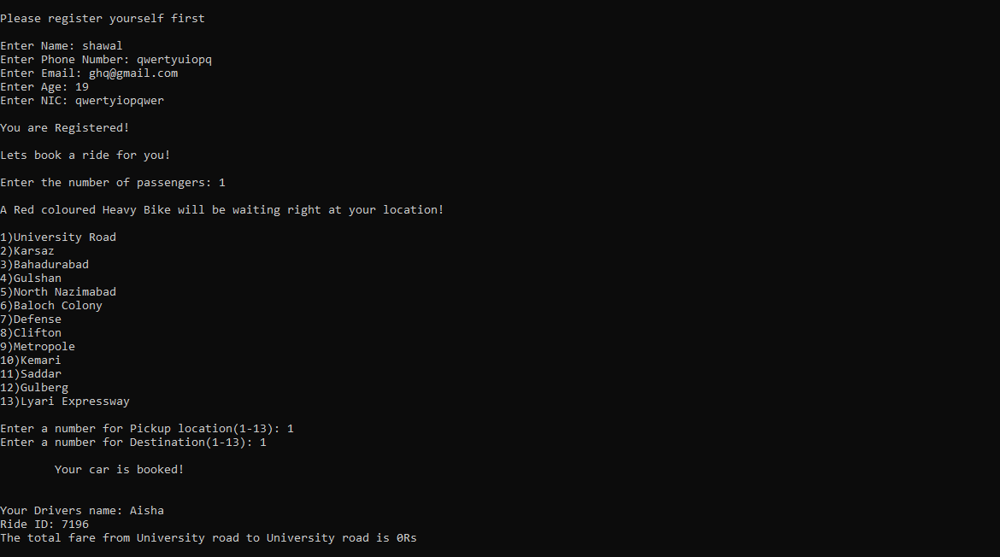 Please register yourself first
Enter Name: shawal
Enter Phone Number: qwertyuiopq
Enter Email: ghq@gmail.com
Enter Age: 19
Enter NIC: qwertyiopqwer
You are Registered!
Lets book a ride for you!
Enter the number of passengers: 1
A Red coloured Heavy Bike will be waiting right at your location!
1)University Road
2)Karsaz
3)Bahadurabad
4)Gulshan
5)North Nazimabad
6)Baloch Colony
7)Defense
8)Clifton
9)Metropole
10)Kemari
11)Saddar
12)Gulberg
13)Lyari Expressway
Enter a number for Pickup location(1-13): 1
Enter a number for Destination(1-13): 1
Your car is booked!
Your Drivers name: Aisha
Ride ID: 7196
The total fare from University road to University road is 0Rs